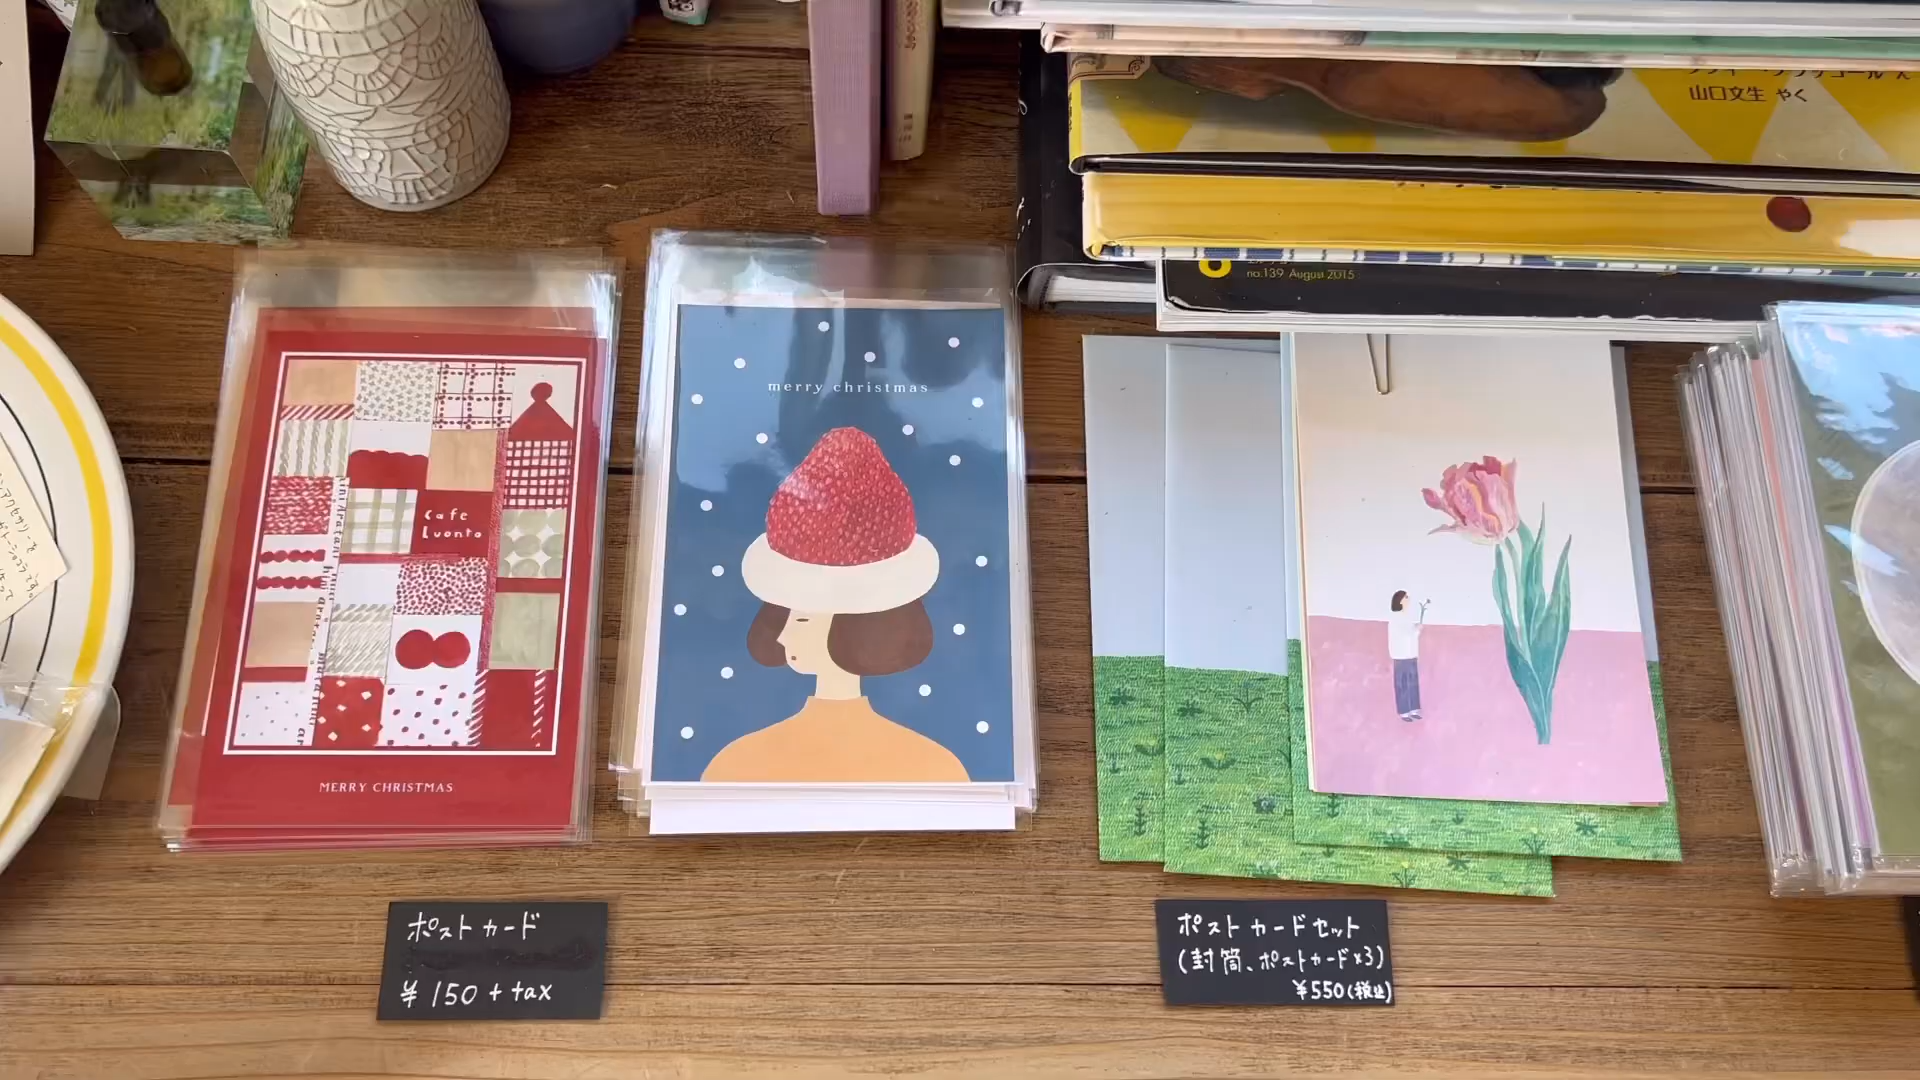 山口文生 やく
no.139 August 2015
merry christmas
Cafe
Luonto
MERRY CHRISTMAS
ポストカード
¥150+tax
ポストカードセット
(封筒、ポストカード×3)
¥550(税込)